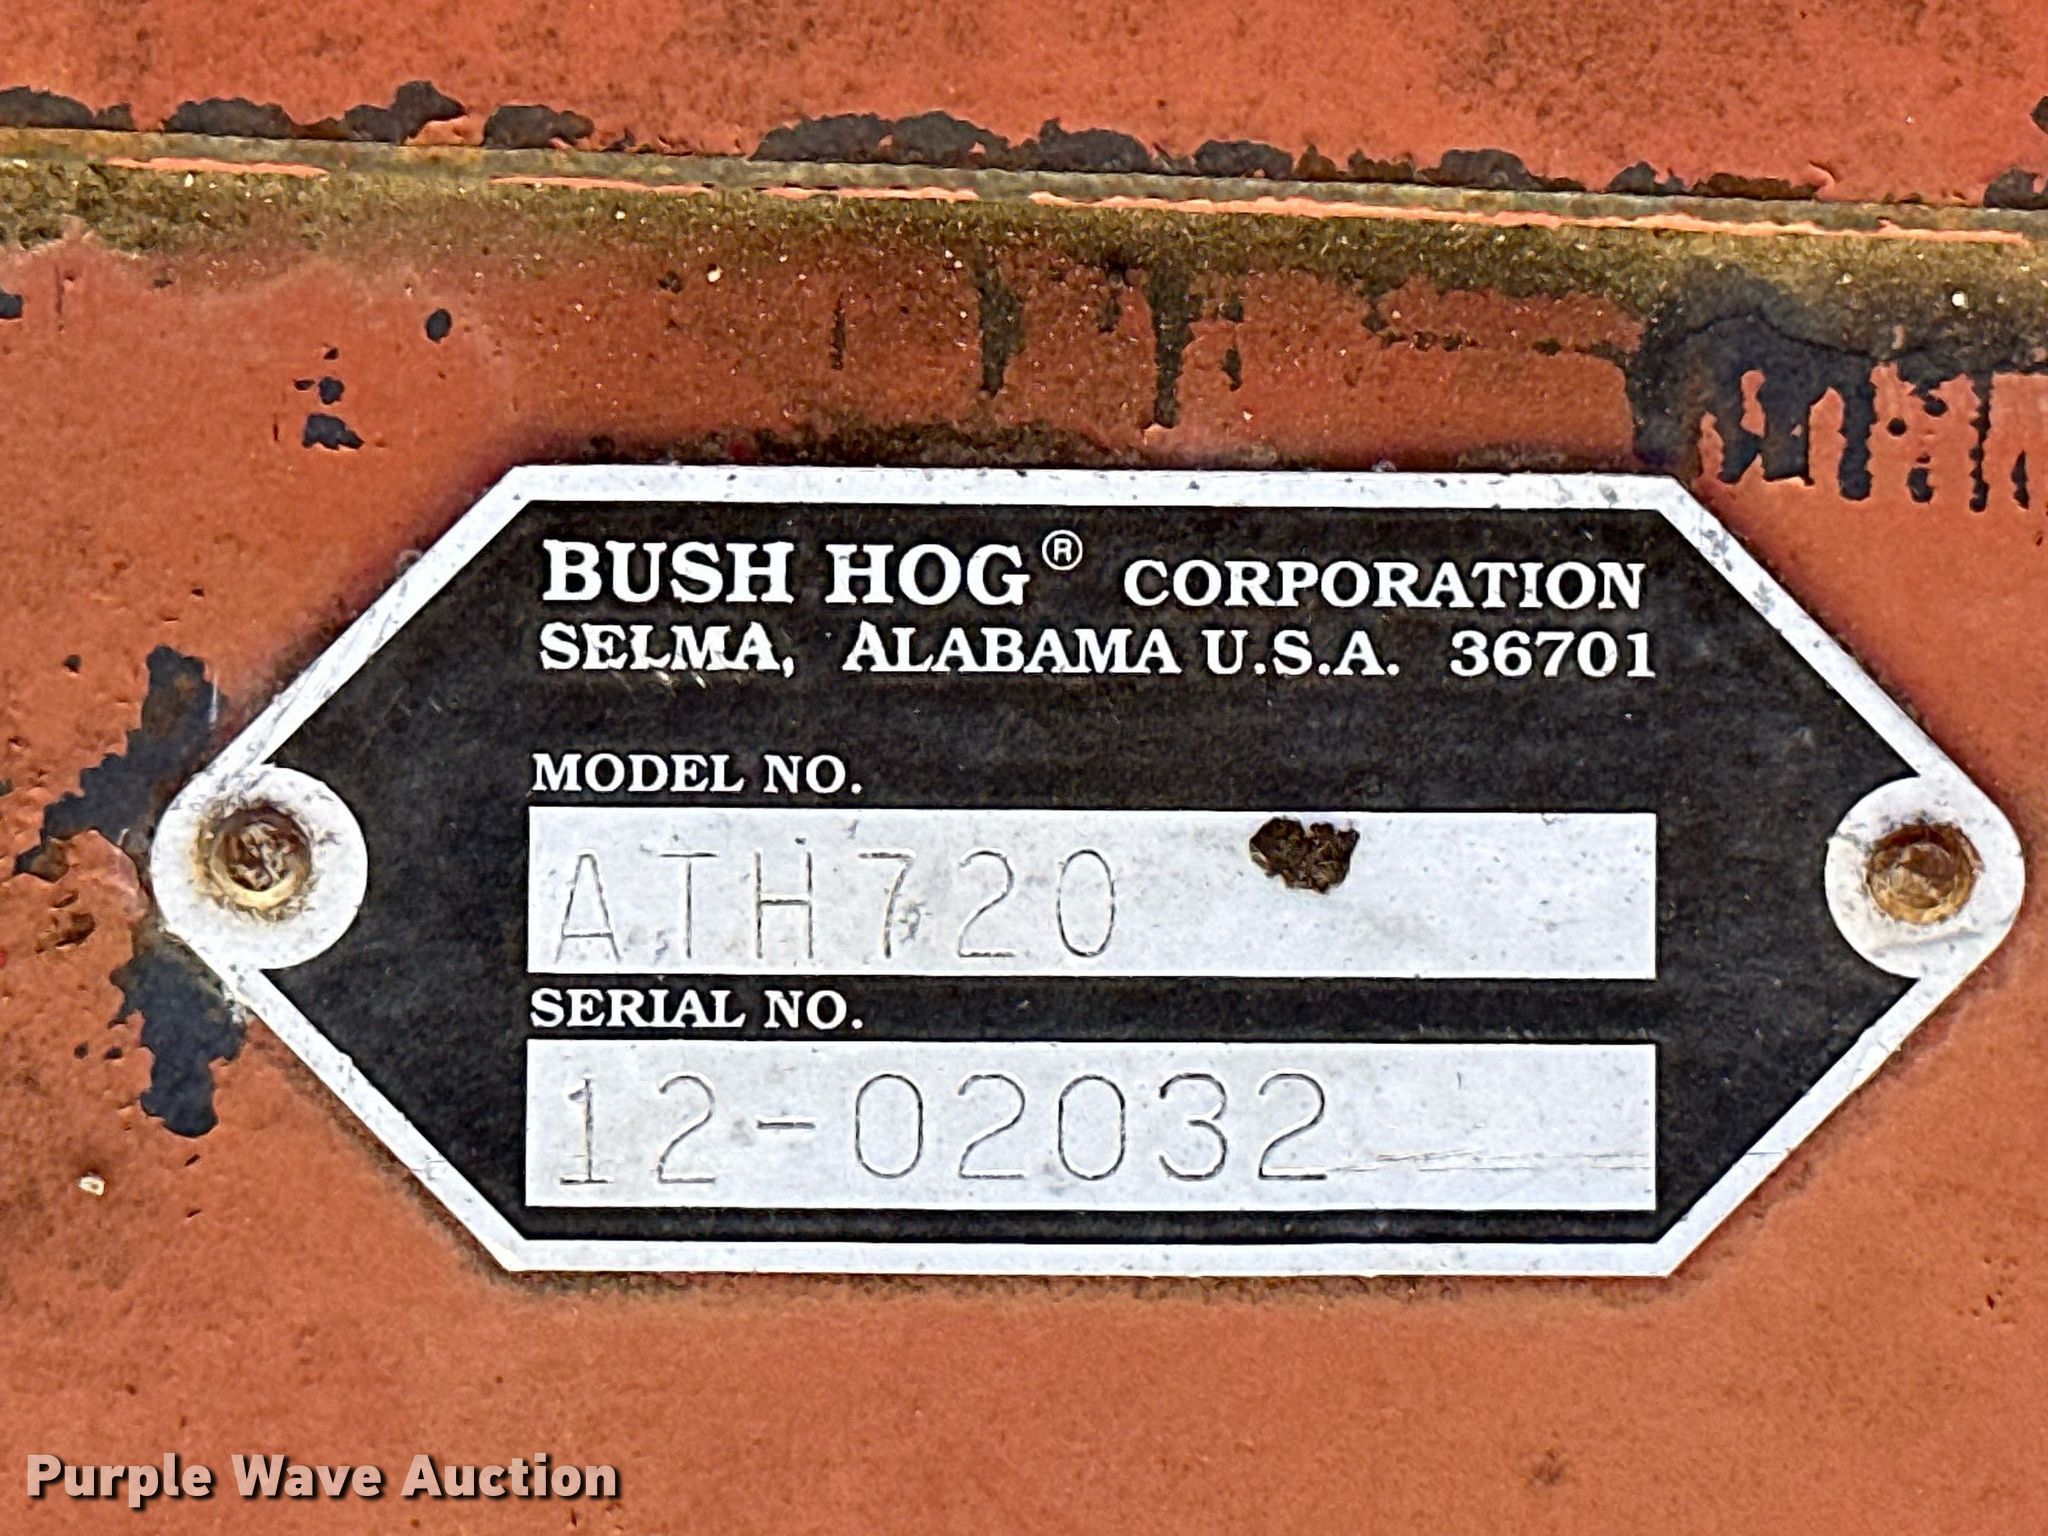 BUSH HOG® CORPORATION
SELMA, ALABAMA U.S.A. 36701
MODEL NO.
ATH720
SERIAL NO.
12-02032
Purple Wave Auction